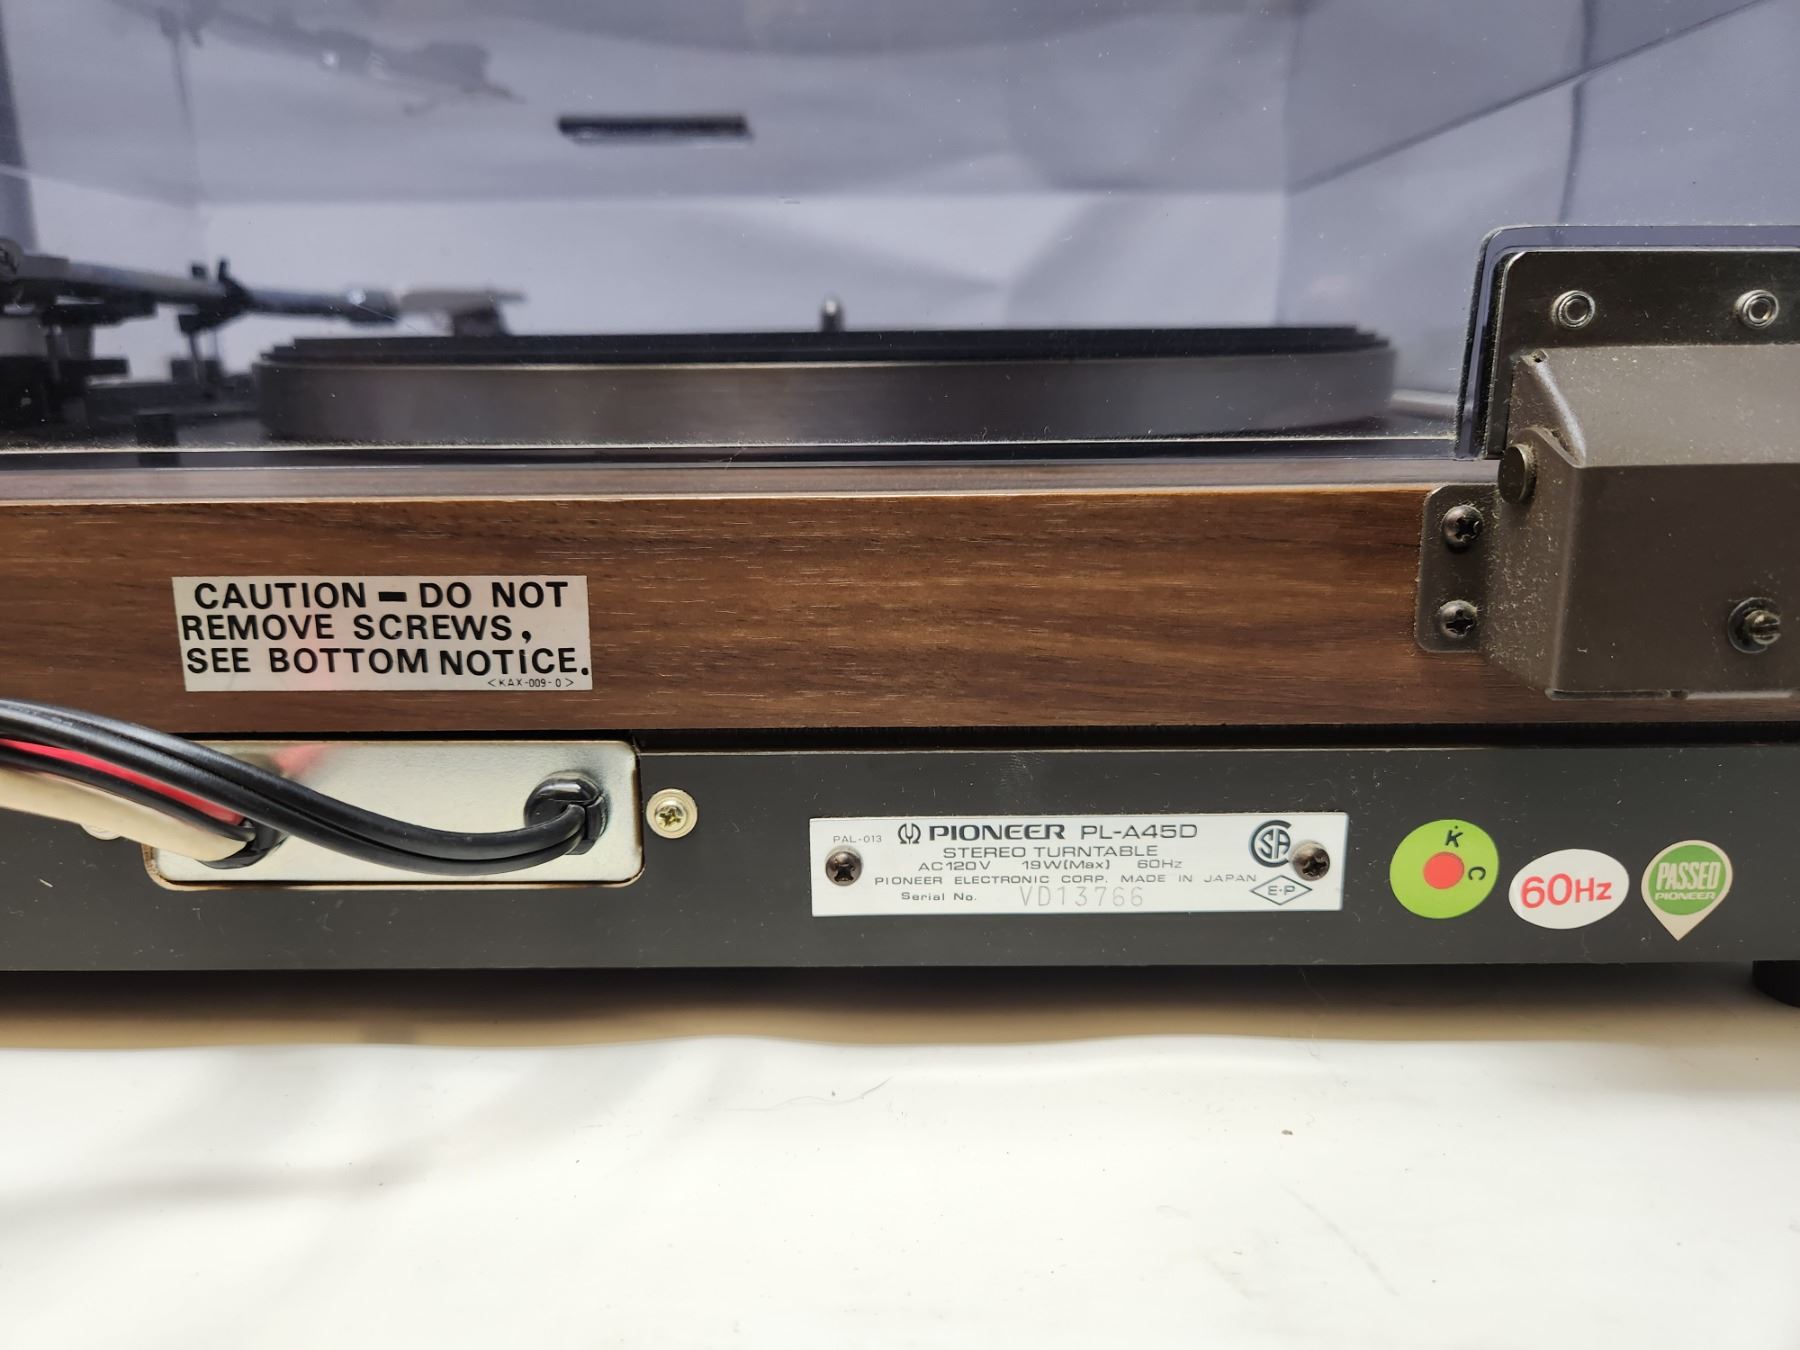 CAUTION — DO NOT
REMOVE SCREWS,
SEE BOTTOM NOTICE.
<KAX-009-0>
PAL-013 PIONEER PL-A45D
STEREO TURNTABLE
AC120V 19W(Max) 60Hz
PIONEER ELECTRONIC CORP. MADE IN JAPAN
Serial No. VD13766
SA
E-P
K C
60Hz
PASSED
PIONEER